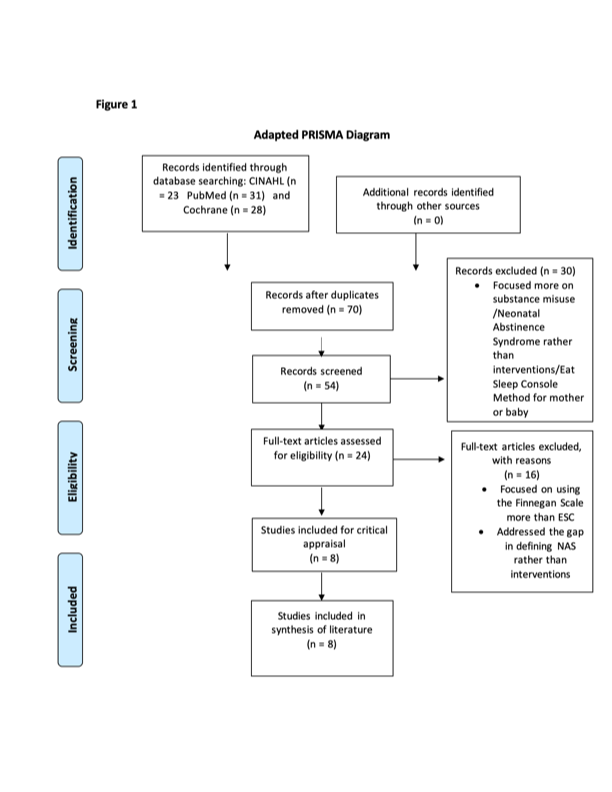 Figure 1
Adapted PRISMA Diagram
Identification
Records identified through
database searching: CINAHL (n
= 23 PubMed (n = 31) and
Cochrane (n = 28)
Additional records identified
through other sources
(n = 0)
Screening
Records after duplicates
removed (n = 70)
Records screened
(n = 54)
Records excluded (n = 30)
• Focused more on
substance misuse
/Neonatal
Abstinence
Syndrome rather
than
interventions/Eat
Sleep Console
Method for mother
or baby
Eligibility
Full-text articles assessed
for eligibility (n = 24)
Full-text articles excluded,
with reasons
(n = 16)
• Focused on using
the Finnegan Scale
more than ESC
• Addressed the gap
in defining NAS
rather than
interventions
Studies included for critical
appraisal
(n = 8)
Included
Studies included in
synthesis of literature
(n = 8)